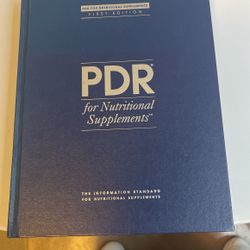 PDR FOR NUTRITIONAL SUPPLEMENTS
FIRST EDITION
PDR®
for Nutritional
Supplements™
THE INFORMATION STANDARD
FOR NUTRITIONAL SUPPLEMENTS